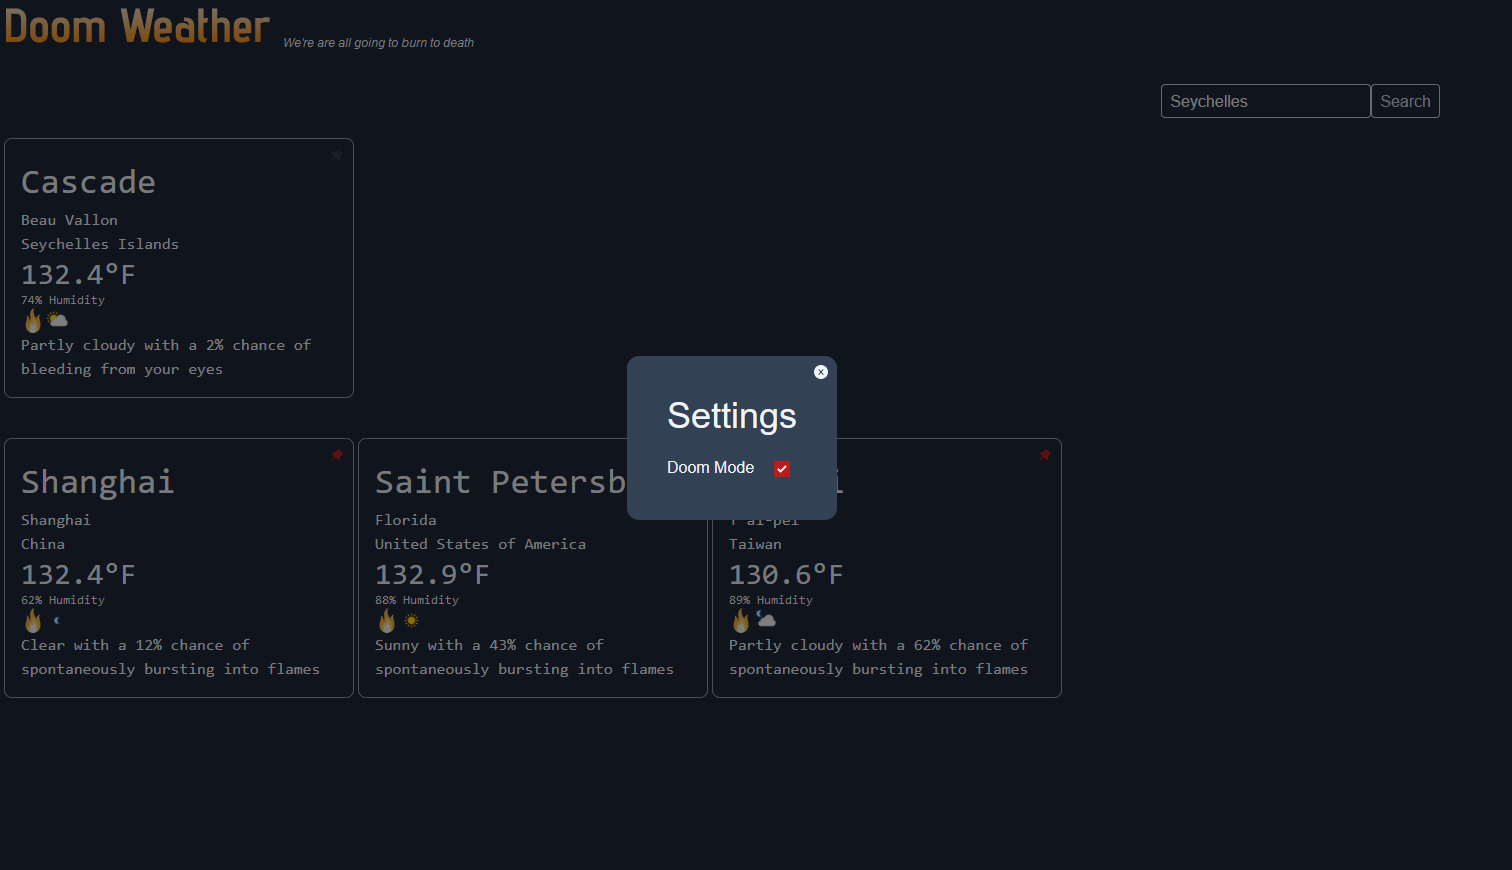 Doom Weather
We're are all going to burn to death
Seychelles
Search
Cascade
Beau Vallon
Seychelles Islands
132.4°F
74% Humidity
Partly cloudy with a 2% chance of
bleeding from your eyes
x
Settings
Doom Mode
Shanghai
Shanghai
China
132.4°F
62% Humidity
Clear with a 12% chance of
spontaneously bursting into flames
Saint Petersb
Florida
United States of America
132.9°F
88% Humidity
Sunny with a 43% chance of
spontaneously bursting into flames
Taiwan
130.6°F
89% Humidity
Partly cloudy with a 62% chance of
spontaneously bursting into flames